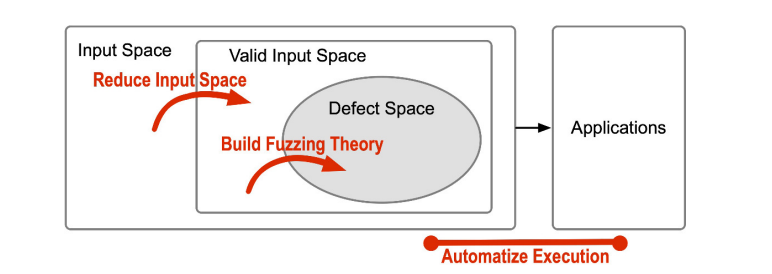 Input Space
Valid Input Space
Reduce Input Space
Defect Space
Build Fuzzing Theory
Applications
Automatize Execution